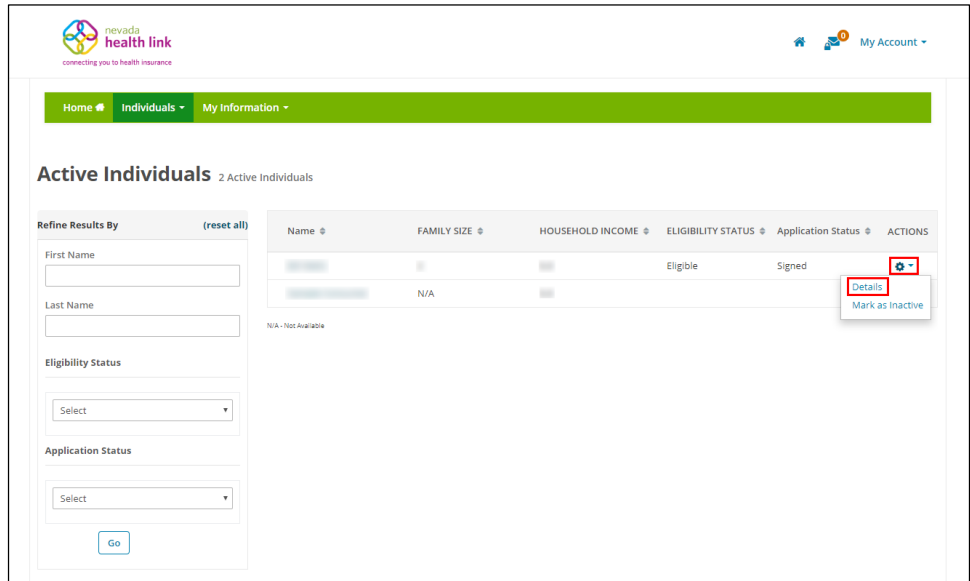 nevada
health link
connecting you to health insurance
0
My Account
Home Individuals My Information
Active Individuals 2 Active Individuals
Refine Results By (reset all)
First Name
Last Name
Eligibility Status
Select
Application Status
Select
Go
Name FAMILY SIZE HOUSEHOLD INCOME ELIGIBILITY STATUS Application Status ACTIONS
Eligible Signed
Details
N/A
Mark as Inactive
N/A - Not Available